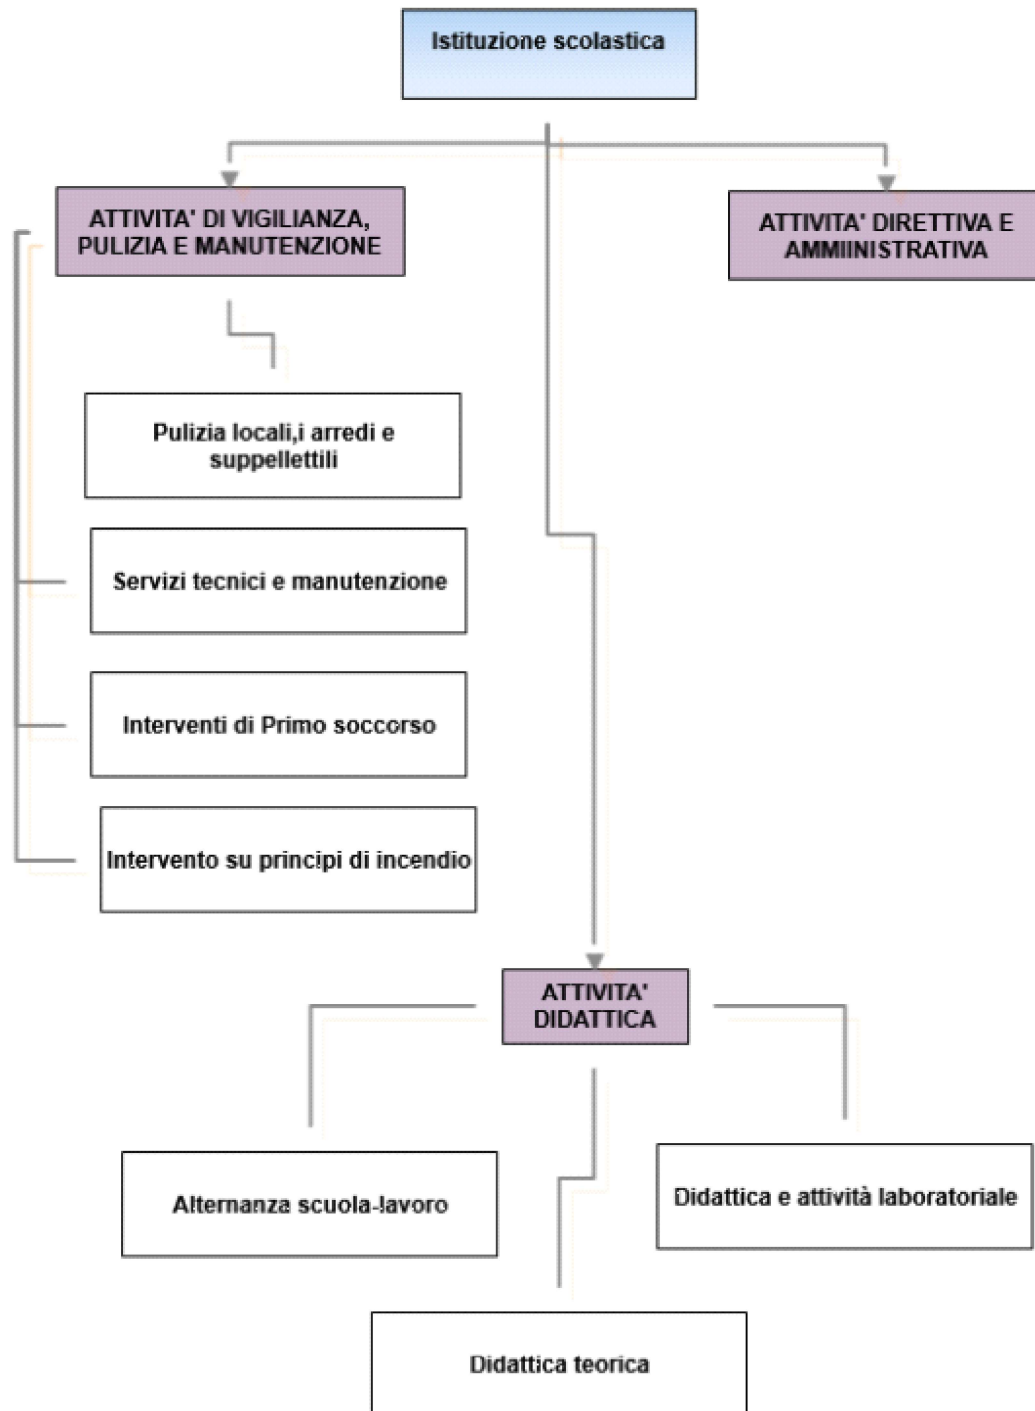 Istituzione scolastica
ATTIVITA' DI VIGILIANZA,
PULIZIA E MANUTENZIONE
ATTIVITA' DIRETTIVA E
AMMIINISTRATIVA
Pulizia locali,i arredi e
suppellettili
Servizi tecnici e manutenzione
Interventi di Primo soccorso
Intervento su principi di incendio
ATTIVITA'
DIDATTICA
Alternanza scuola-lavoro
Didattica e attività laboratoriale
Didattica teorica